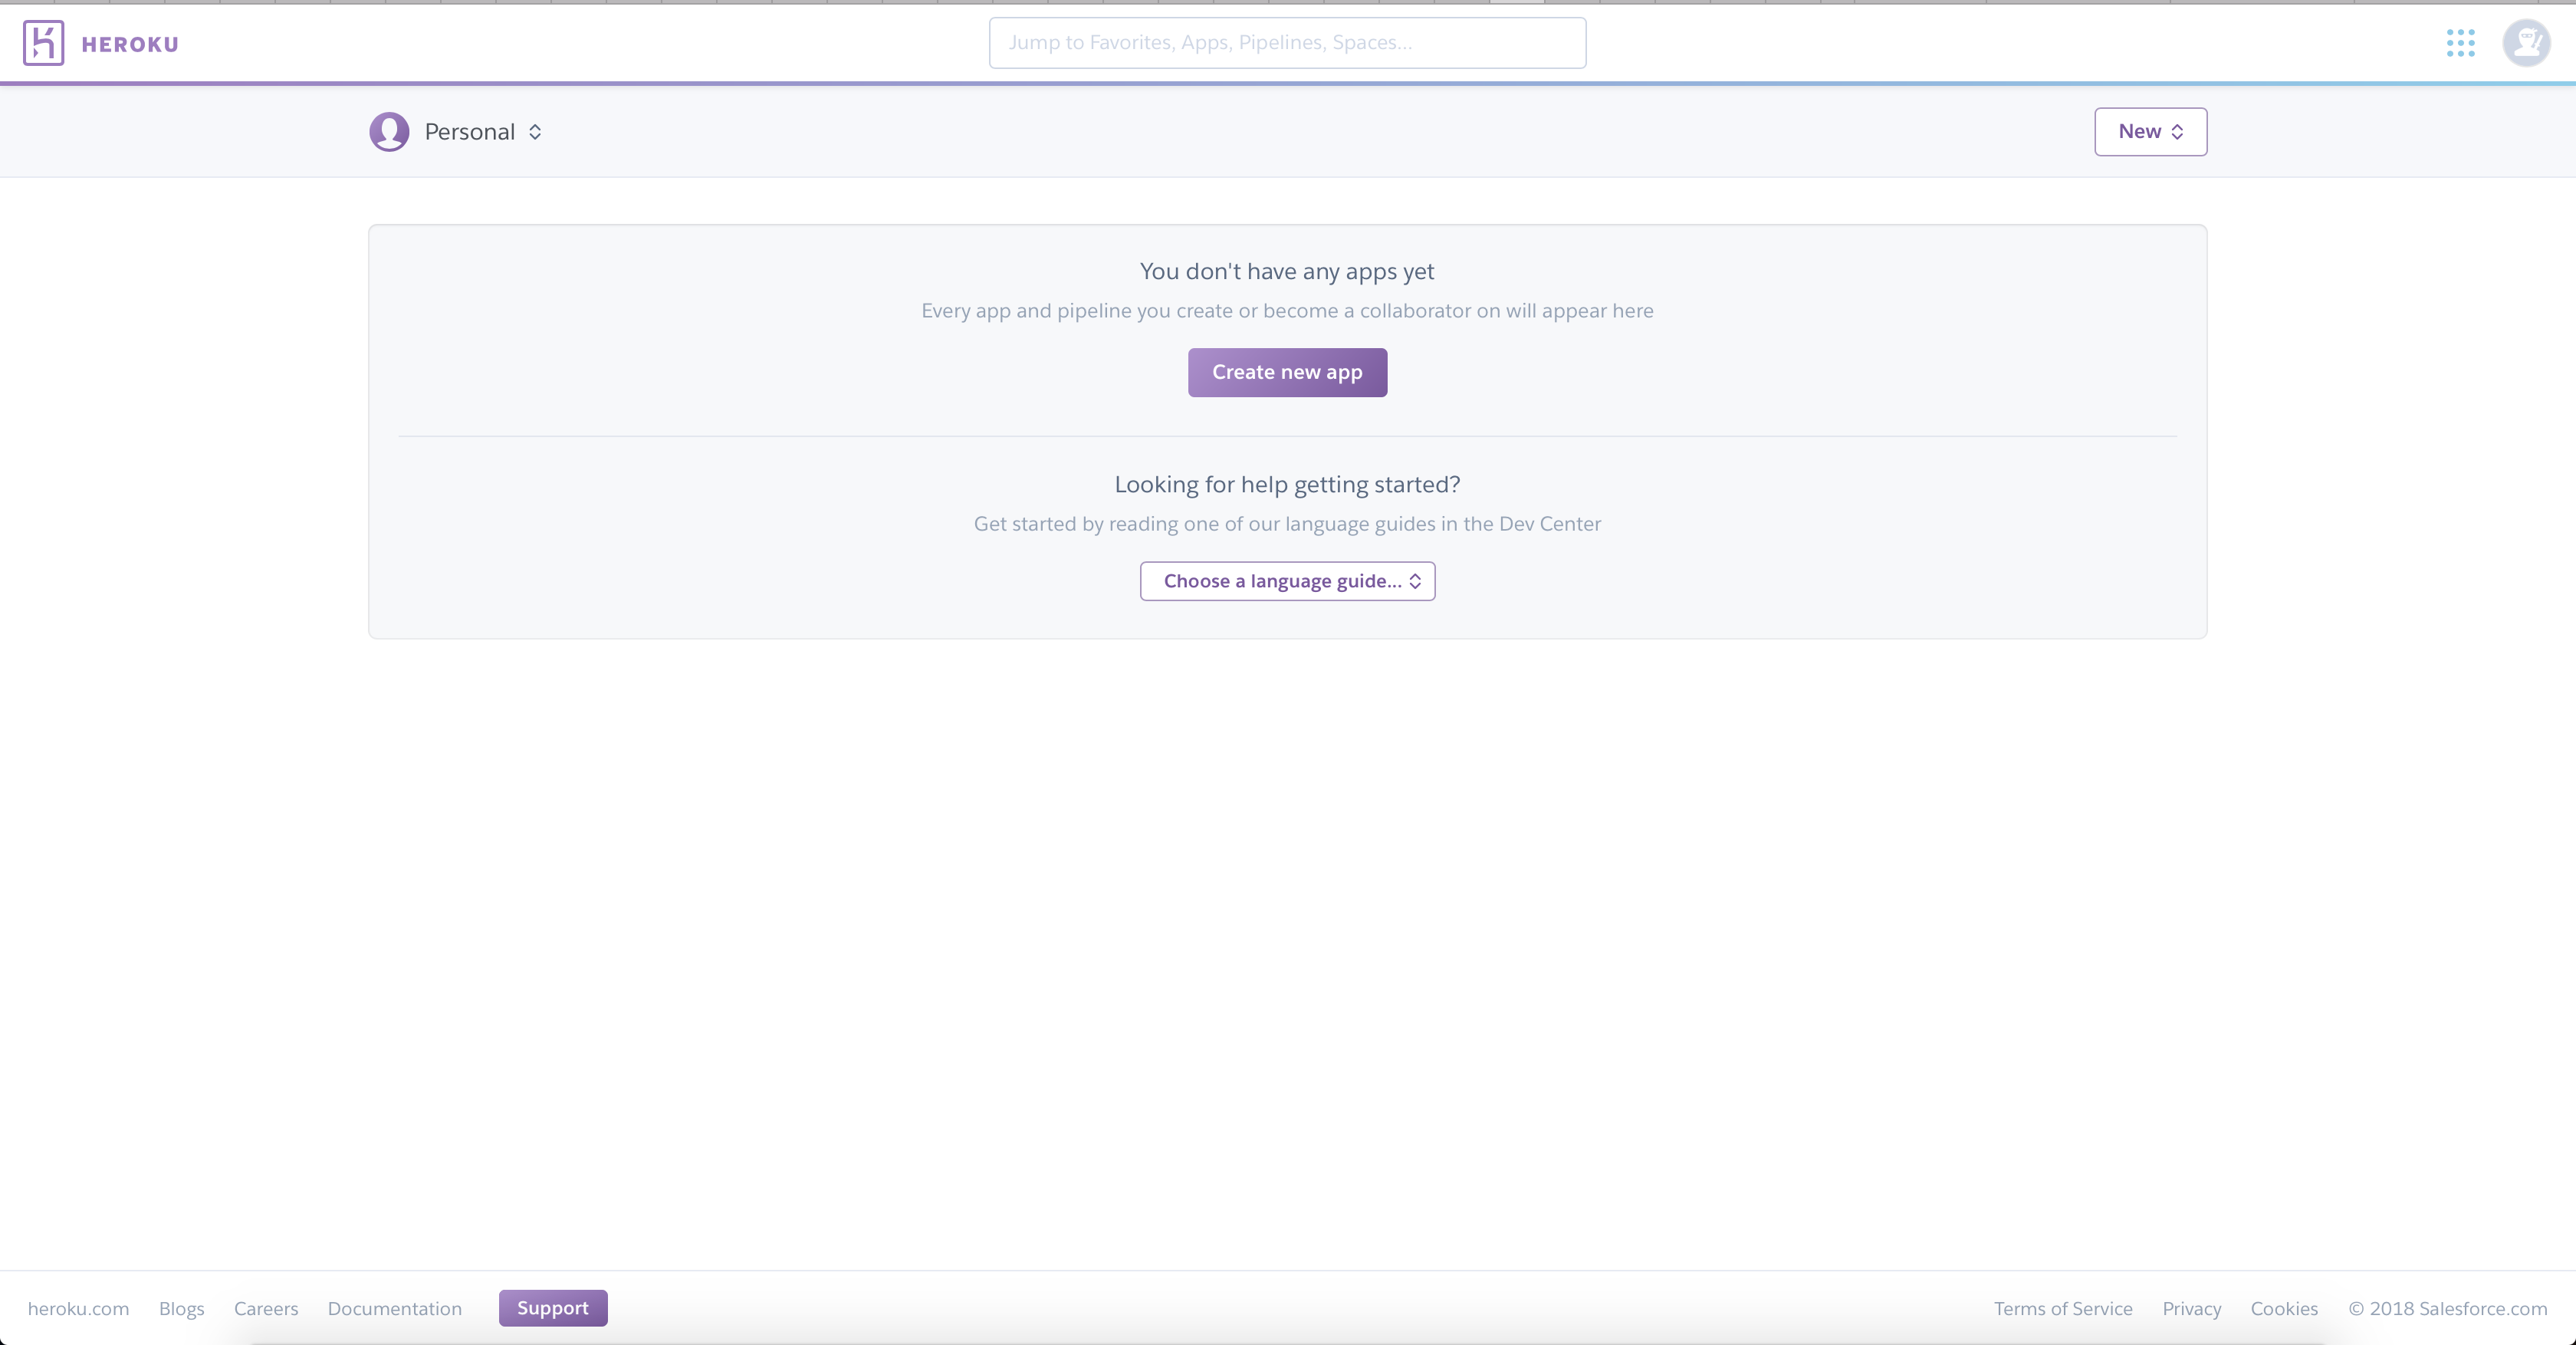 HEROKU
Jump to Favorites, Apps, Pipelines, Spaces...
Personal
New
You don't have any apps yet
Every app and pipeline you create or become a collaborator on will appear here
Create new app
Looking for help getting started?
Get started by reading one of our language guides in the Dev Center
Choose a language guide...
heroku.com Blogs Careers Documentation Support Terms of Service Privacy Cookies © 2018 Salesforce.com